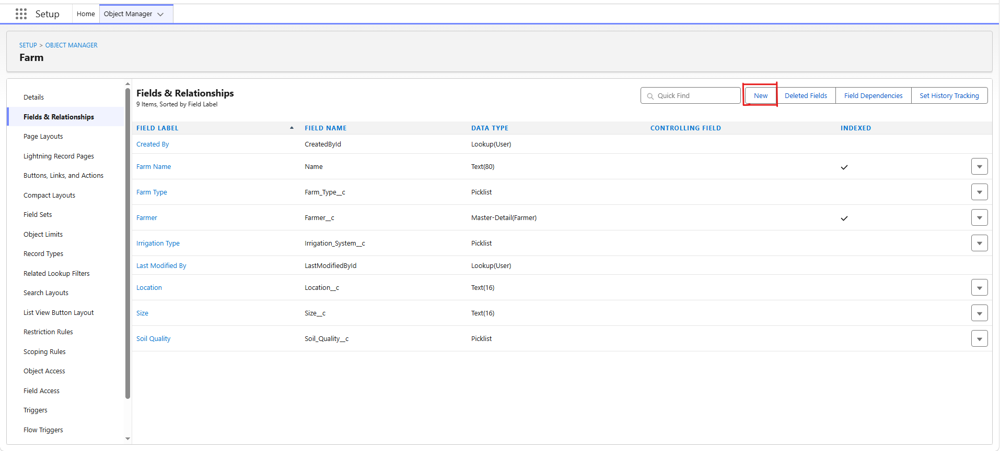 Setup Home Object Manager
SETUP > OBJECT MANAGER
Farm
Details
Fields & Relationships
Page Layouts
Lightning Record Pages
Buttons, Links, and Actions
Compact Layouts
Field Sets
Object Limits
Record Types
Related Lookup Filters
Search Layouts
List View Button Layout
Restriction Rules
Scoping Rules
Object Access
Field Access
Triggers
Flow Triggers
Fields & Relationships
9 Items, Sorted by Field Label
Quick Find New Deleted Fields Field Dependencies Set History Tracking
FIELD LABEL FIELD NAME DATA TYPE CONTROLLING FIELD INDEXED
Created By CreatedById Lookup(User)
Farm Name Name Text(80)
Farm Type Farm_Type__c Picklist
Farmer Farmer__c Master-Detail(Farmer)
Irrigation Type Irrigation_System__c Picklist
Last Modified By LastModifiedById Lookup(User)
Location Location__c Text(16)
Size Size__c Text(16)
Soil Quality Soil_Quality__c Picklist